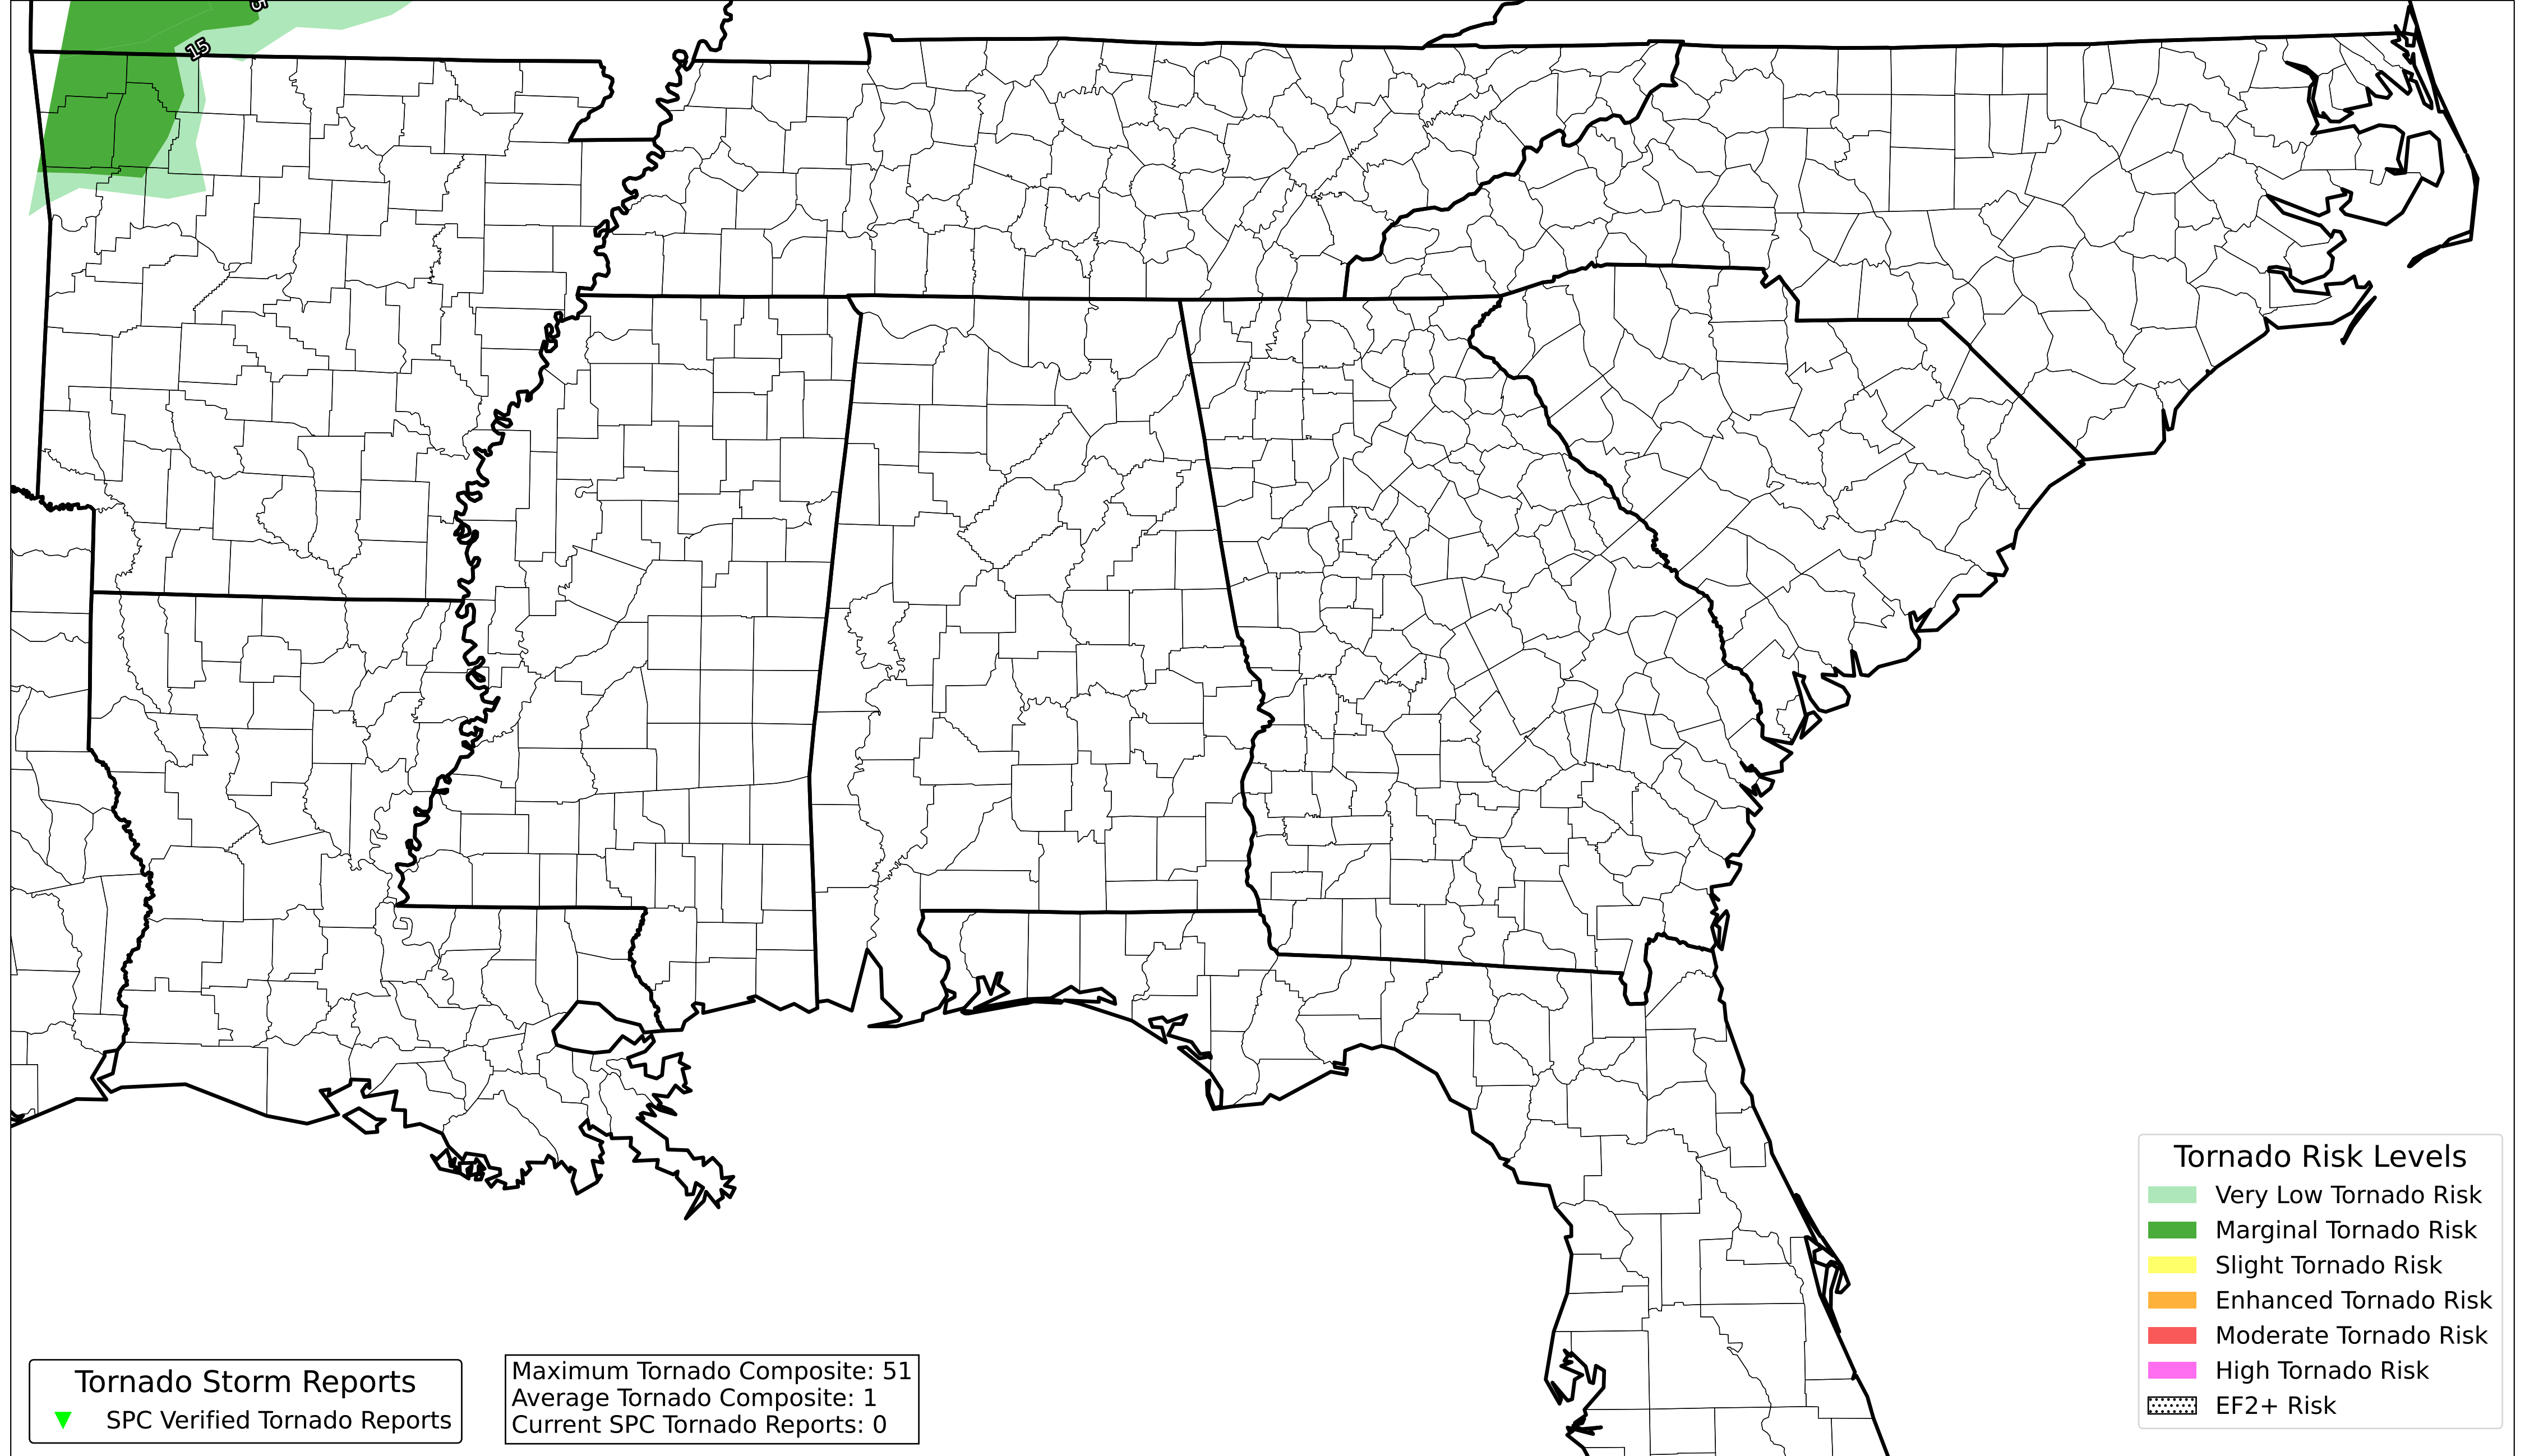 15
Tornado Risk Levels
Very Low Tornado Risk
Marginal Tornado Risk
Slight Tornado Risk
Enhanced Tornado Risk
Moderate Tornado Risk
High Tornado Risk
EF2+ Risk
Tornado Storm Reports
SPC Verified Tornado Reports
Maximum Tornado Composite: 51
Average Tornado Composite: 1
Current SPC Tornado Reports: 0